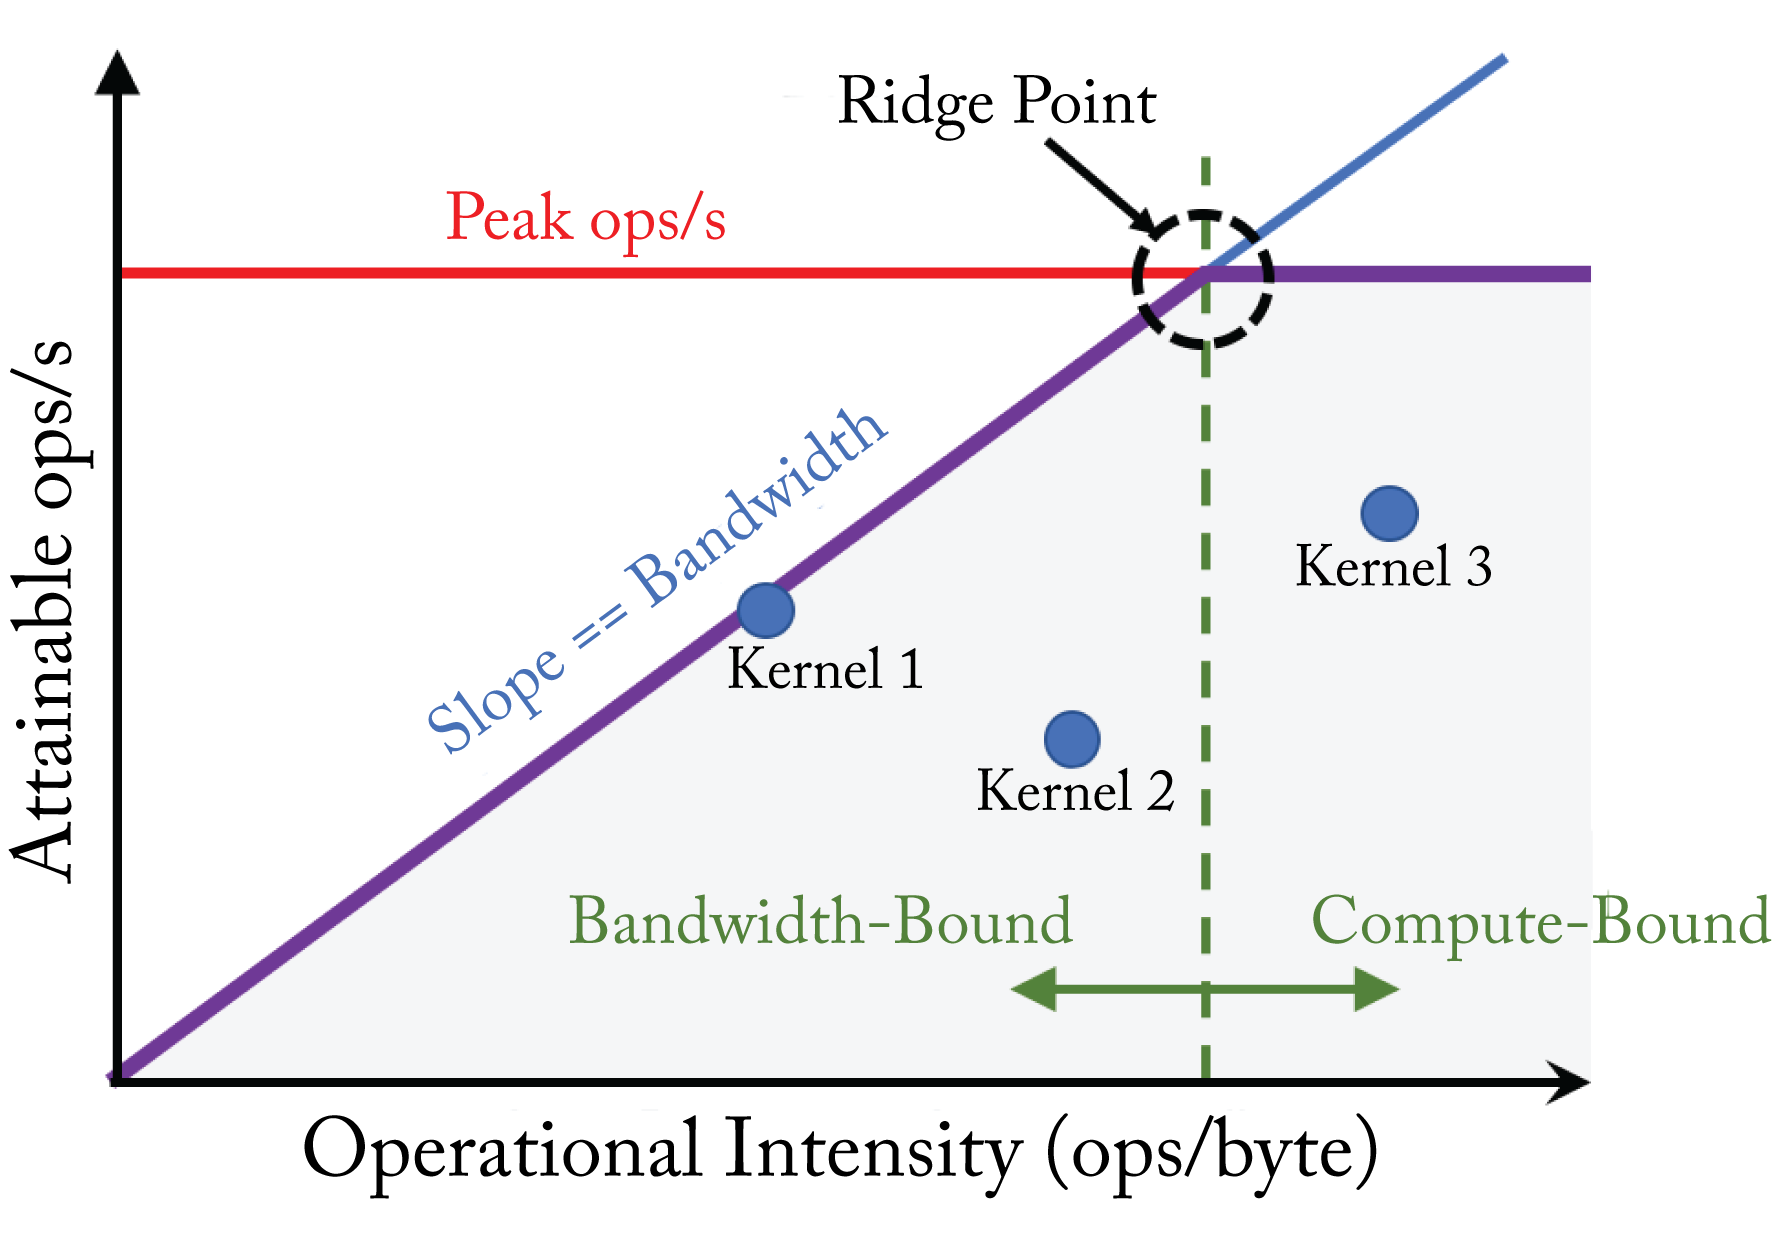 Ridge Point
Peak ops/s
Attainable ops/s
Slope == Bandwidth
Kernel 3
Kernel 1
Kernel 2
Bandwidth-Bound
Compute-Bound
Operational Intensity (ops/byte)